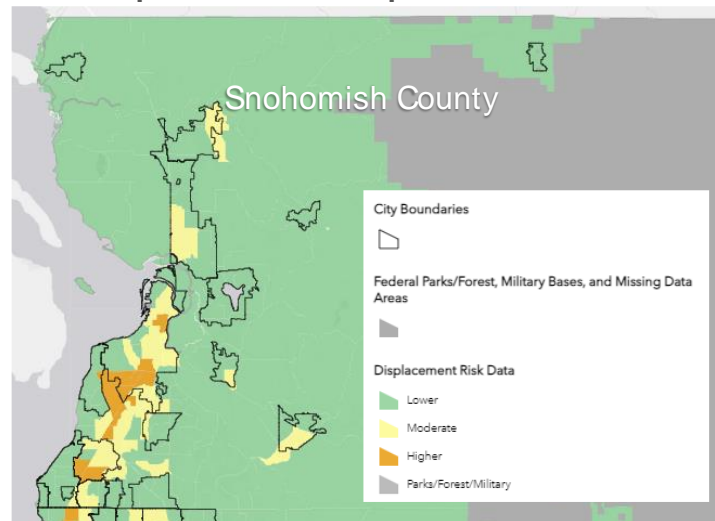 Snohomish County
City Boundaries
Federal Parks/Forest, Military Bases, and Missing Data
Areas
Displacement Risk Data
Lower
Moderate
Higher
Parks/Forest/Military